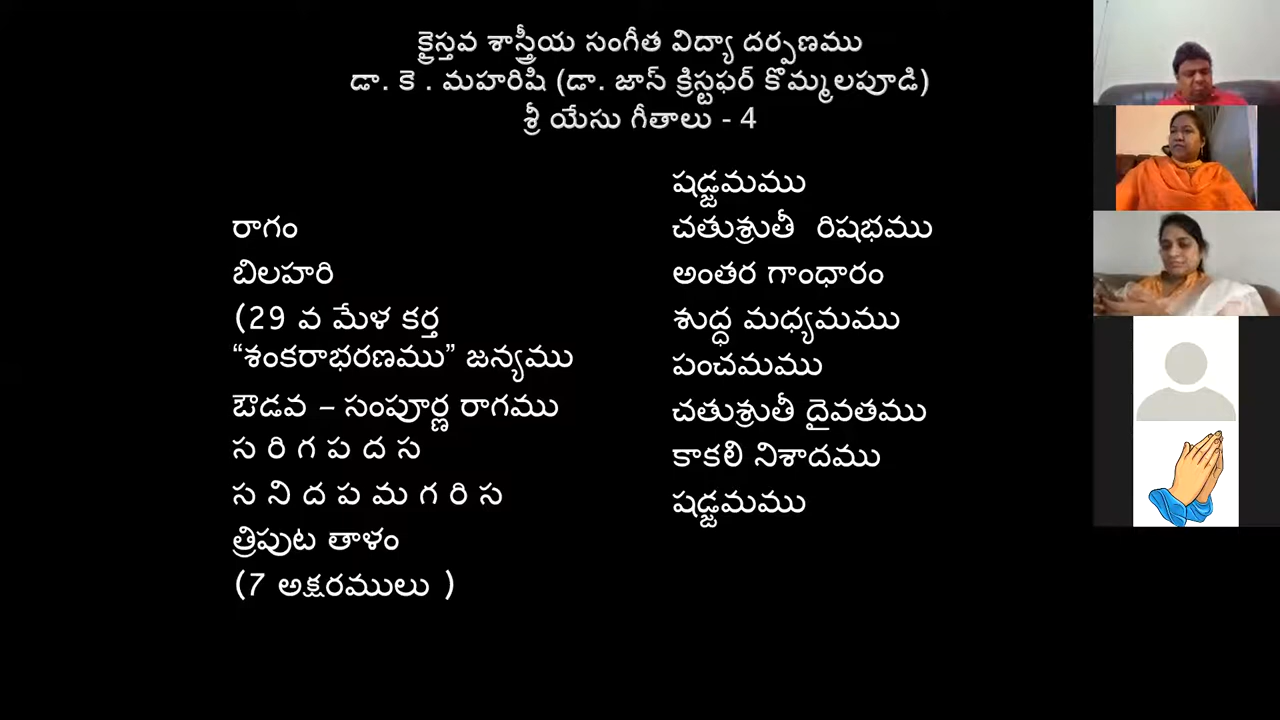 క్రైస్తవ శాస్త్రీయ సంగీత విద్యా దర్పణము
డా. కె . మహరిషి (డా. జాస్ క్రిస్టఫర్ కొమ్మలపూడి)
శ్రీ యేసు గీతాలు - 4
రాగం
బిలహరి
(29 వ మేళ కర్త
“శంకరాభరణము” జన్యము
ఔడవ – సంపూర్ణ రాగము
స రి గ ప ద స
స ని ద ప మ గ రి స
త్రిపుట తాళం
(7 అక్షరములు )
షడ్జమము
చతుశ్రుతీ రిషభము
అంతర గాంధారం
శుద్ధ మధ్యమము
పంచమము
చతుశ్రుతీ దైవతము
కాకలి నిశాదము
షడ్జమము